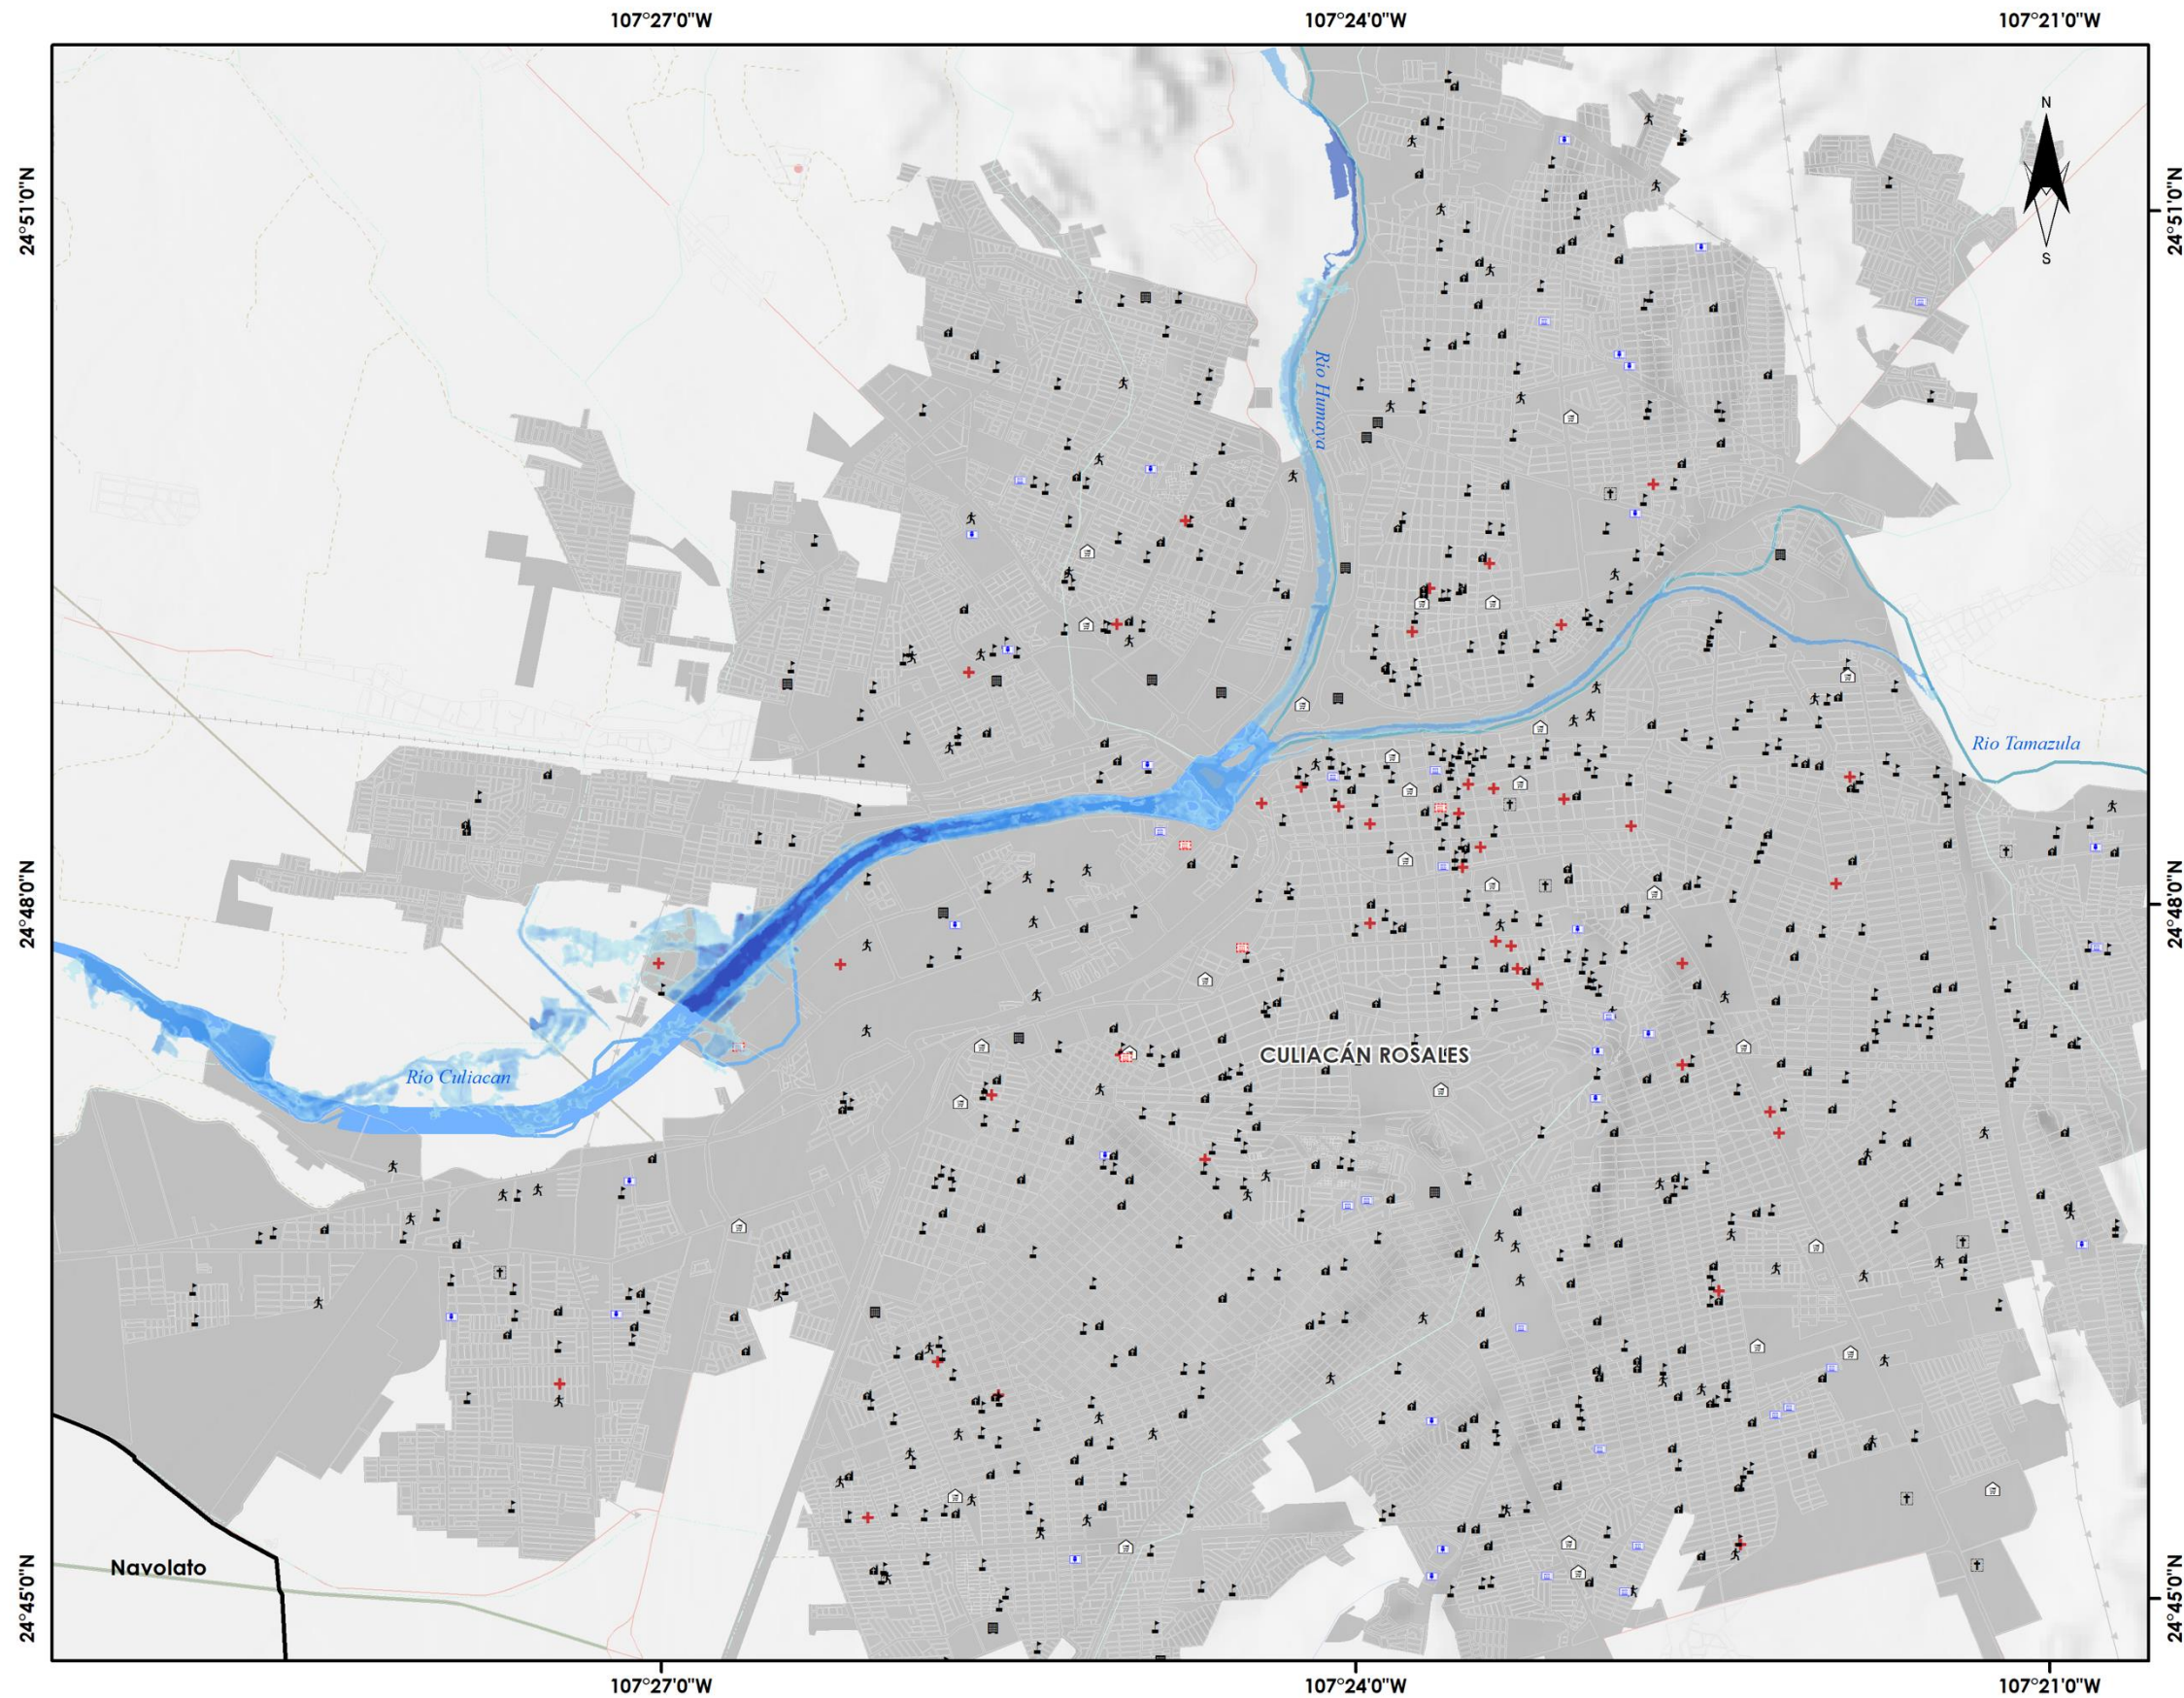 107°27'0"W 107°24'0"W 107°21'0"W
N
24°51'0"N 24°51'0"N
S
Rio Humaya
Rio Tamazula
24°48'0"N 24°48'0"N
CULIACÁN ROSALES
Río Culiacan
Navolato
24°45'0"N 24°45'0"N
107°27'0"W 107°24'0"W 107°21'0"W